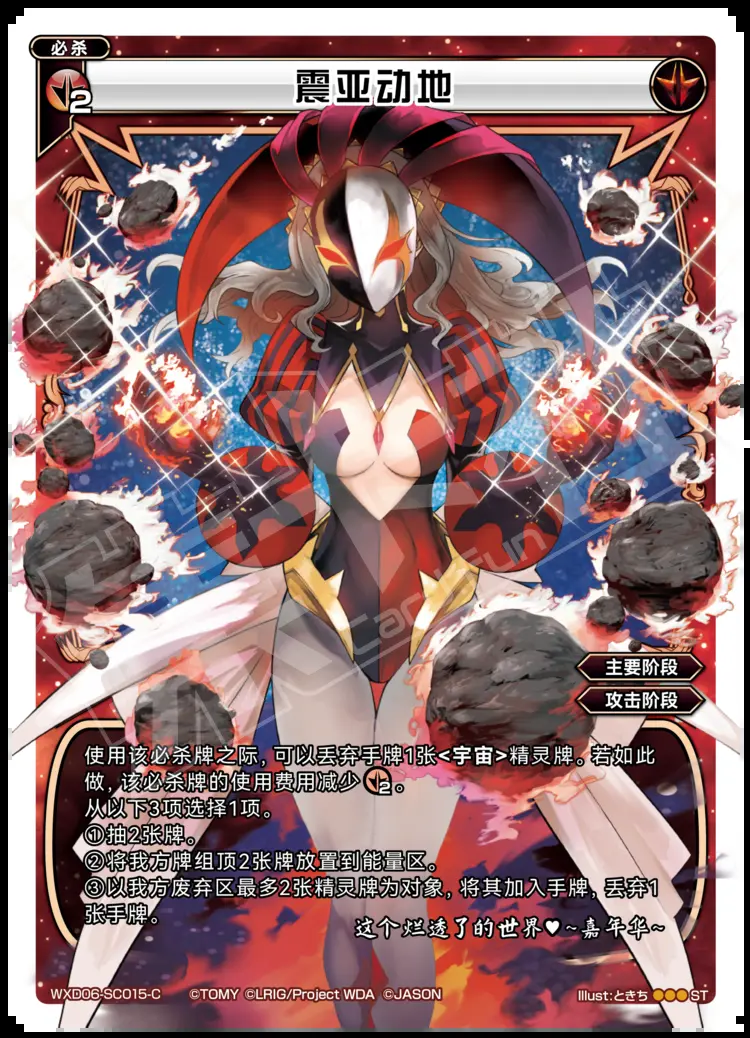 必杀
2
震亚动地
主要阶段
攻击阶段
使用该必杀牌之际，可以丢弃手牌1张<宇宙>精灵牌。若如此
做，该必杀牌的使用费用减少2。
从以下3项选择1项。
①抽2张牌。
②将我方牌组顶2张牌放置到能量区。
③以我方废弃区最多2张精灵牌为对象，将其加入手牌，丢弃1
张手牌。
这个烂透了的世界♥~嘉年华~
WXD06-SC015-C ©TOMY ©LRIG/Project WDA ©JASON Illust:ときち ST
CardSun